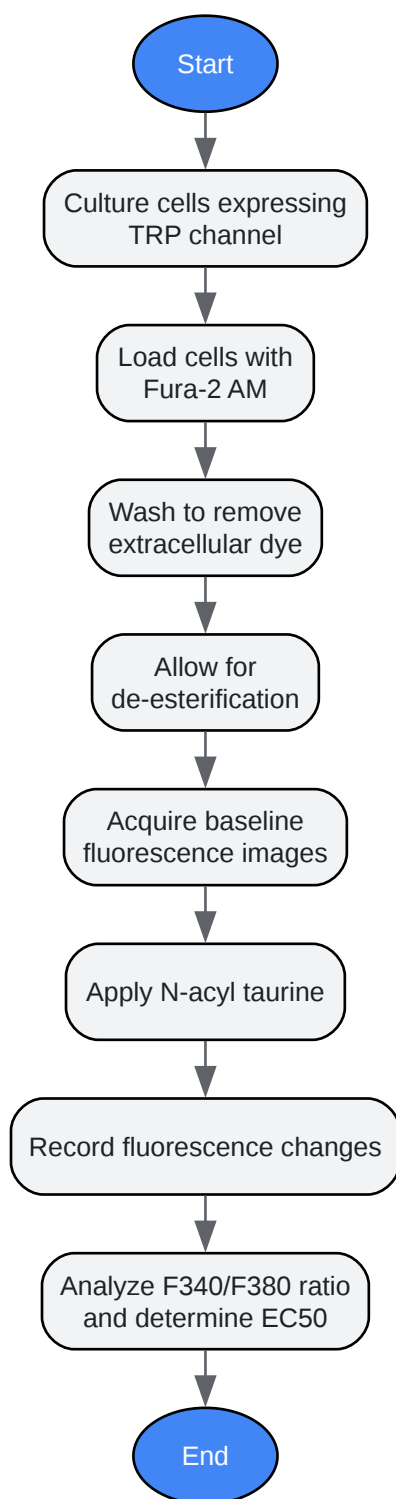 Start
Culture cells expressing
TRP channel
Load cells with
Fura-2 AM
Wash to remove
extracellular dye
Allow for
de-esterification
Acquire baseline
fluorescence images
Apply N-acyl taurine
Record fluorescence changes
Analyze F340/F380 ratio
and determine EC50
End